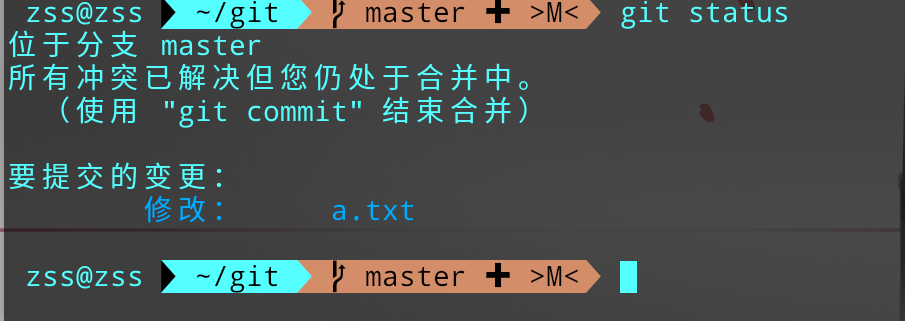 zss@zss ~/git master ✚ >M< git status
位于分支 master
所有冲突已解决但您仍处于合并中。
（使用 "git commit" 结束合并）
要提交的变更：
修改： a.txt
zss@zss ~/git master ✚ >M<